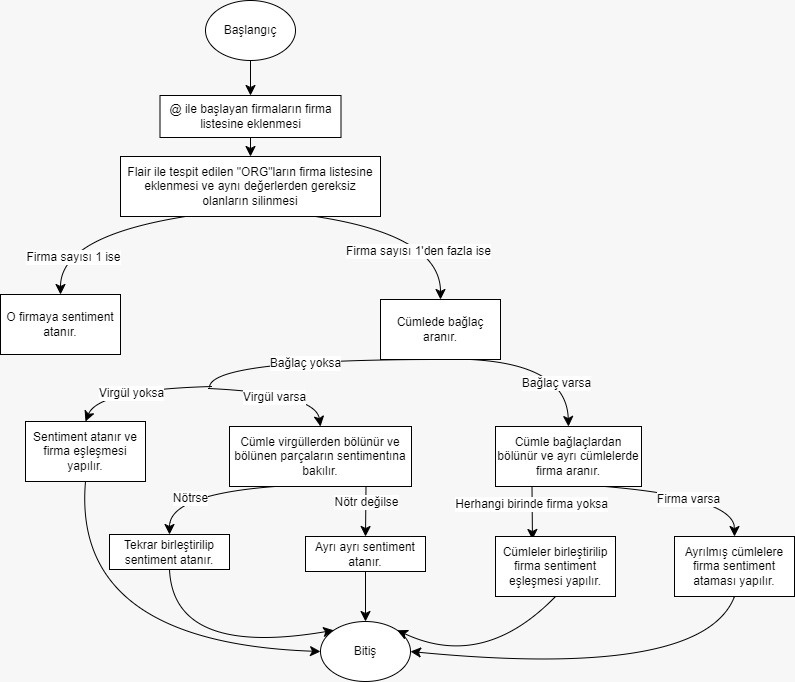 Başlangıç
@ ile başlayan firmaların firma
listesine eklenmesi
Flair ile tespit edilen "ORG"ların firma listesine
eklenmesi ve aynı değerlerden gereksiz
olanların silinmesi
Firma sayısı 1 ise
Firma sayısı 1'den fazla ise
O firmaya sentiment
atanır.
Cümlede bağlaç
aranır.
Bağlaç yoksa
Bağlaç varsa
Virgül yoksa
Virgül varsa
Sentiment atanır ve
firma eşleşmesi
yapılır.
Cümle virgüllerden bölünür ve
bölünen parçaların sentimentına
bakılır.
Cümle bağlaçlardan
bölünür ve ayrı cümlelerde
firma aranır.
Nötrse
Nötr değilse
Herhangi birinde firma yoksa
Firma varsa
Tekrar birleştirilip
sentiment atanır.
Ayrı ayrı sentiment
atanır.
Cümleler birleştirilip
firma sentiment
eşleşmesi yapılır.
Ayrılmış cümlelere
firma sentiment
ataması yapılır.
Bitiş